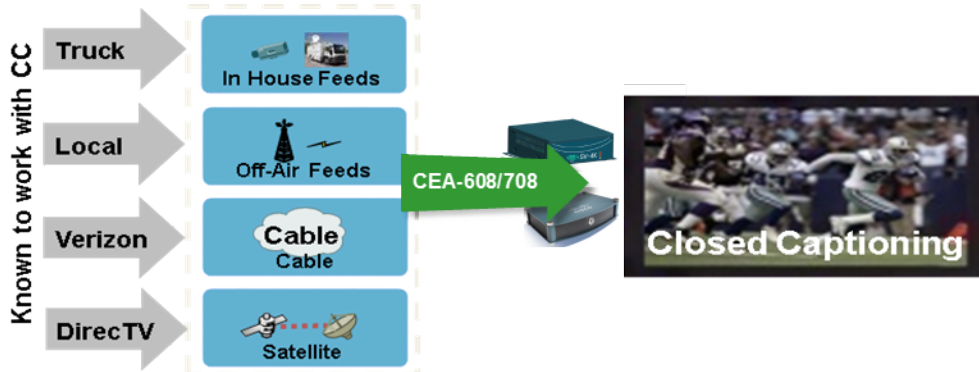 Known to work with CC
Truck
In House Feeds
Local
Off-Air Feeds
CEA-608/708
Verizon
Cable
Cable
DirecTV
Satellite
Closed Captioning